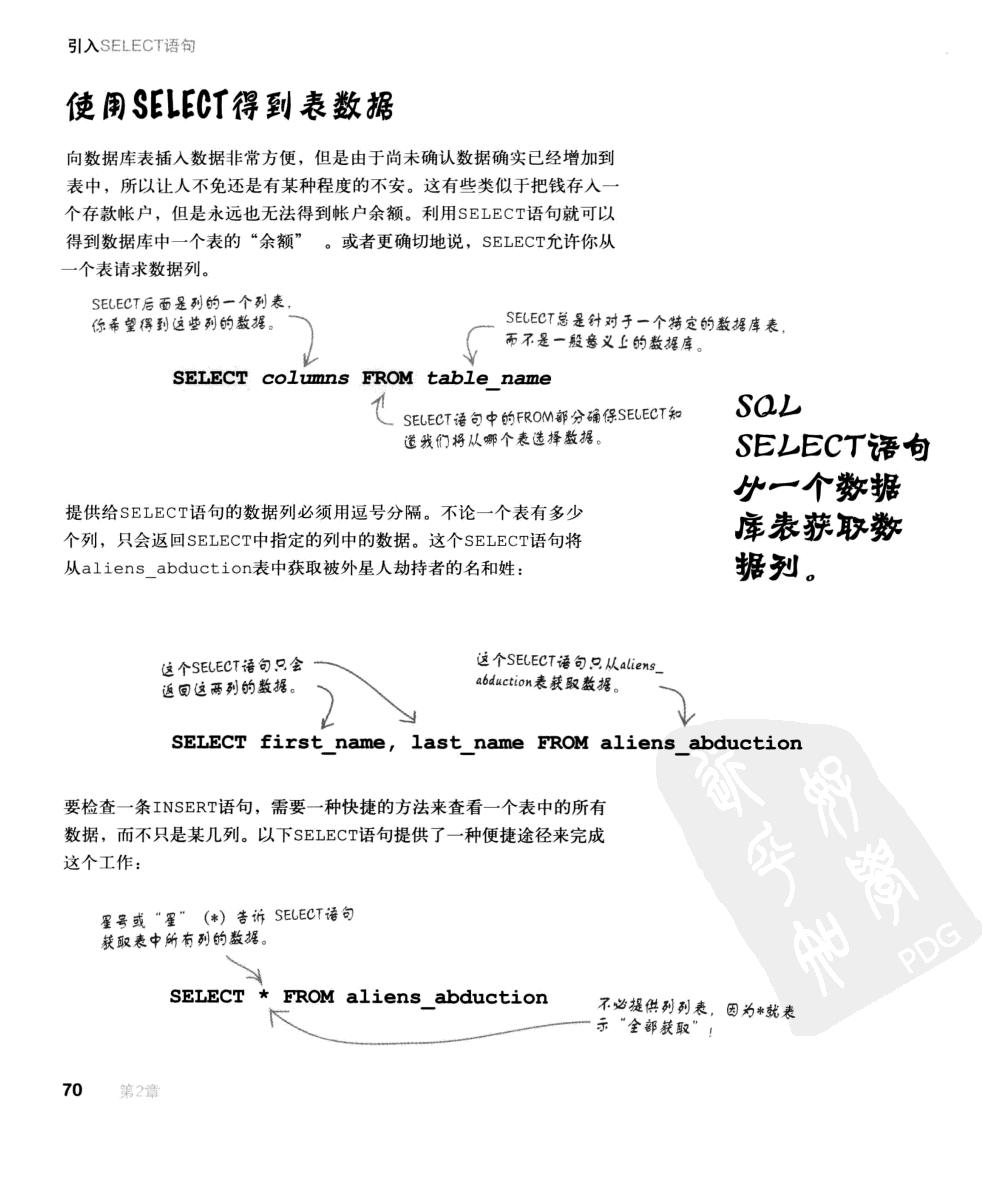 引入SELECT语句
使用SELECT得到表数据
向数据库表插入数据非常方便，但是由于尚未确认数据确实已经增加到
表中，所以让人不免还是有某种程度的不安。这有些类似于把钱存入一
个存款帐户，但是永远也无法得到帐户余额。利用SELECT语句就可以
得到数据库中一个表的“余额” 。或者更确切地说，SELECT允许你从
一个表请求数据列。
SELECT后面是列的一个列表，
你希望得到这些列的数据。
SELECT总是针对于一个特定的数据库表，
而不是一般意义上的数据库。
SELECT columns FROM table_name
SELECT语句中的FROM部分确保SELECT知
道我们将从哪个表选择数据。
SQL
SELECT语句
从一个数据
库表获取数
据列。
提供给SELECT语句的数据列必须用逗号分隔。不论一个表有多少
个列，只会返回SELECT中指定的列中的数据。这个SELECT语句将
从aliens_abduction表中获取被外星人劫持者的名和姓：
这个SELECT语句只会
返回这两列的数据。
这个SELECT语句只从aliens_
abduction表获取数据。
SELECT first_name, last_name FROM aliens_abduction
要检查一条INSERT语句，需要一种快捷的方法来查看一个表中的所有
数据，而不只是某几列。以下SELECT语句提供了一种便捷途径来完成
这个工作：
星号或“星”（*）告诉 SELECT语句
获取表中所有列的数据。
SELECT * FROM aliens_abduction
不必提供列列表，因为*就表
示“全部获取”！
PDG
70 第2章